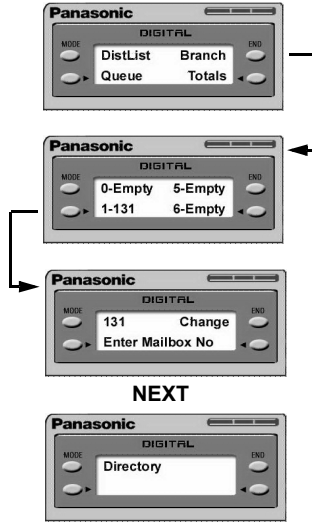 Panasonic
DIGITAL
MODE END
DistList Branch
Queue Totals
Panasonic
DIGITAL
MODE END
0-Empty 5-Empty
1-131 6-Empty
Panasonic
DIGITAL
MODE END
131 Change
Enter Mailbox No
NEXT
Panasonic
DIGITAL
MODE END
Directory